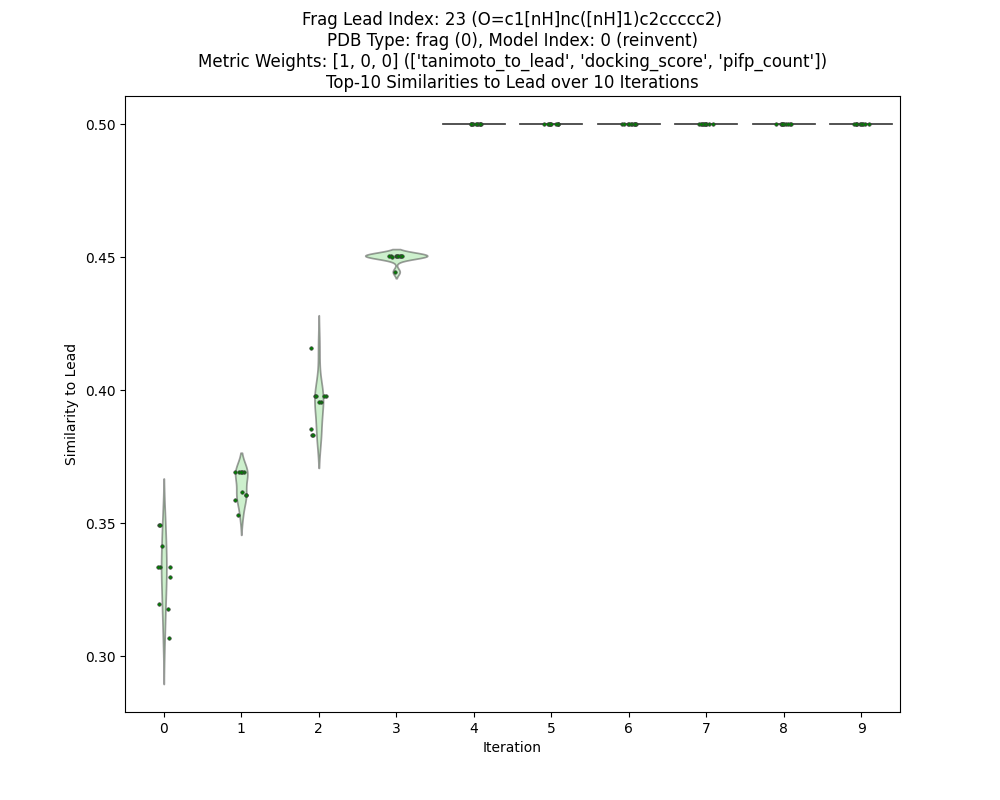 Frag Lead Index: 23 (O=c1[nH]nc([nH]1)c2ccccc2)
PDB Type: frag (0), Model Index: 0 (reinvent)
Metric Weights: [1, 0, 0] (['tanimoto_to_lead', 'docking_score', 'pifp_count'])
Top-10 Similarities to Lead over 10 Iterations
0.50
0.45
0.40
0.35
0.30
Similarity to Lead
0 1 2 3 4 5 6 7 8 9
Iteration